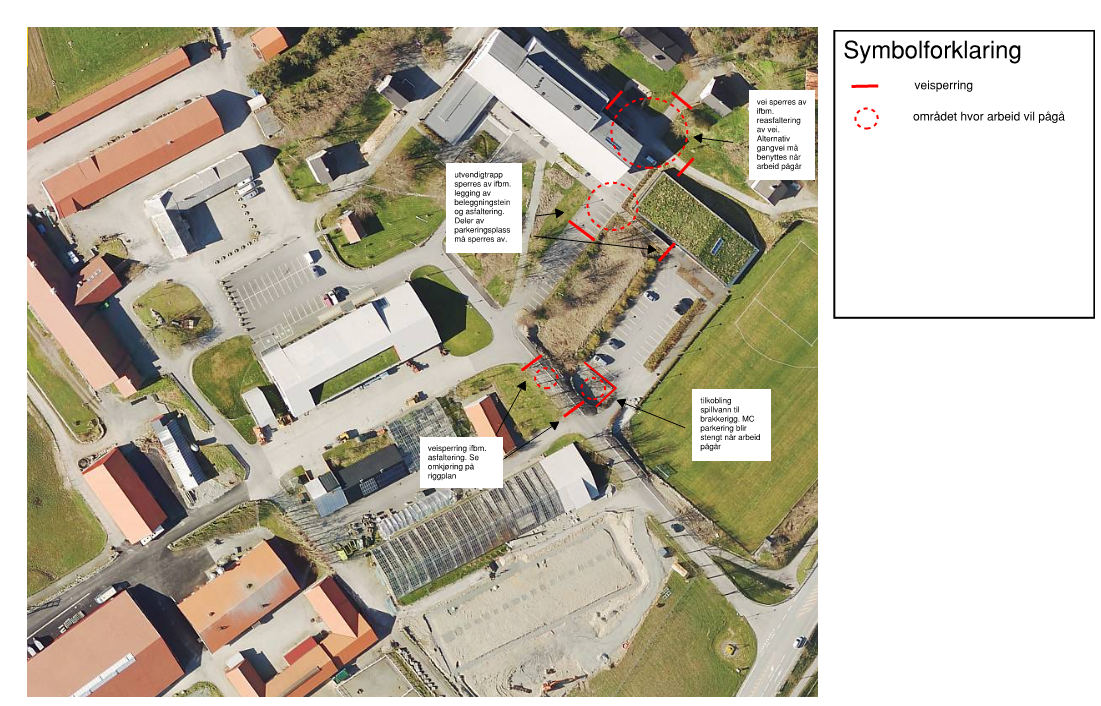 Symbolforklaring
veisperring
området hvor arbeid vil pågå
vei sperres av
ifbm.
reasfaltering
av vei.
Alternativ
gangvei må
benyttes når
arbeid pågår
utvendigtrapp
sperres av ifbm.
legging av
beleggningstein
og asfaltering.
Deler av
parkeringsplass
må sperres av.
tilkobling
spillvann til
brakkerigg. MC
parkering blir
stengt når arbeid
pågår
veisperring ifbm.
asfaltering. Se
omkjøring på
riggplan